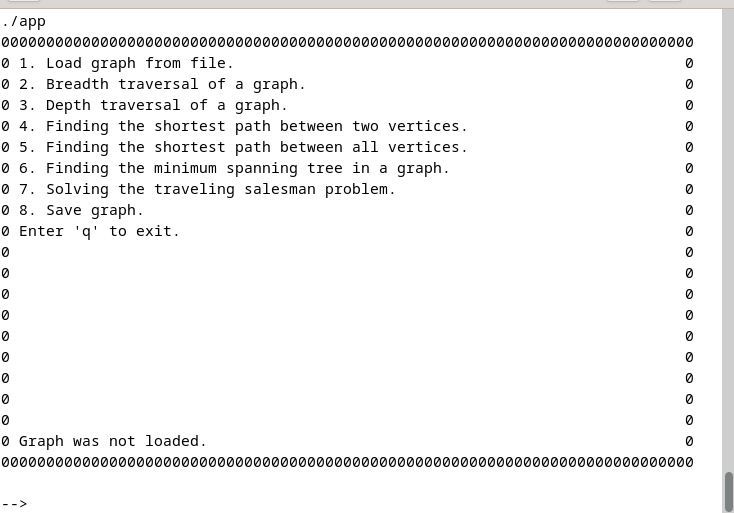 ./app
00000000000000000000000000000000000000000000000000000000000000000000000000000
0 1. Load graph from file. 0
0 2. Breadth traversal of a graph. 0
0 3. Depth traversal of a graph. 0
0 4. Finding the shortest path between two vertices. 0
0 5. Finding the shortest path between all vertices. 0
0 6. Finding the minimum spanning tree in a graph. 0
0 7. Solving the traveling salesman problem. 0
0 8. Save graph. 0
0 Enter 'q' to exit. 0
0 0
0 0
0 0
0 0
0 0
0 0
0 0
0 0
0 0
0 Graph was not loaded. 0
00000000000000000000000000000000000000000000000000000000000000000000000000000
-->